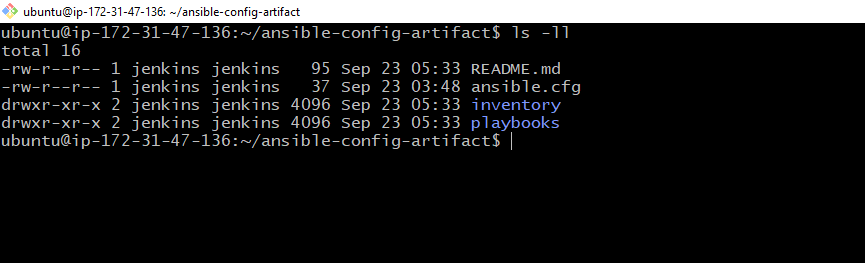 ubuntu@ip-172-31-47-136: ~/ansible-config-artifact
ubuntu@ip-172-31-47-136:~/ansible-config-artifact$ ls -ll
total 16
-rw-r--r-- 1 jenkins jenkins   95 Sep 23 05:33 README.md
-rw-r--r-- 1 jenkins jenkins   37 Sep 23 03:48 ansible.cfg
drwxr-xr-x 2 jenkins jenkins 4096 Sep 23 05:33 inventory
drwxr-xr-x 2 jenkins jenkins 4096 Sep 23 05:33 playbooks
ubuntu@ip-172-31-47-136:~/ansible-config-artifact$